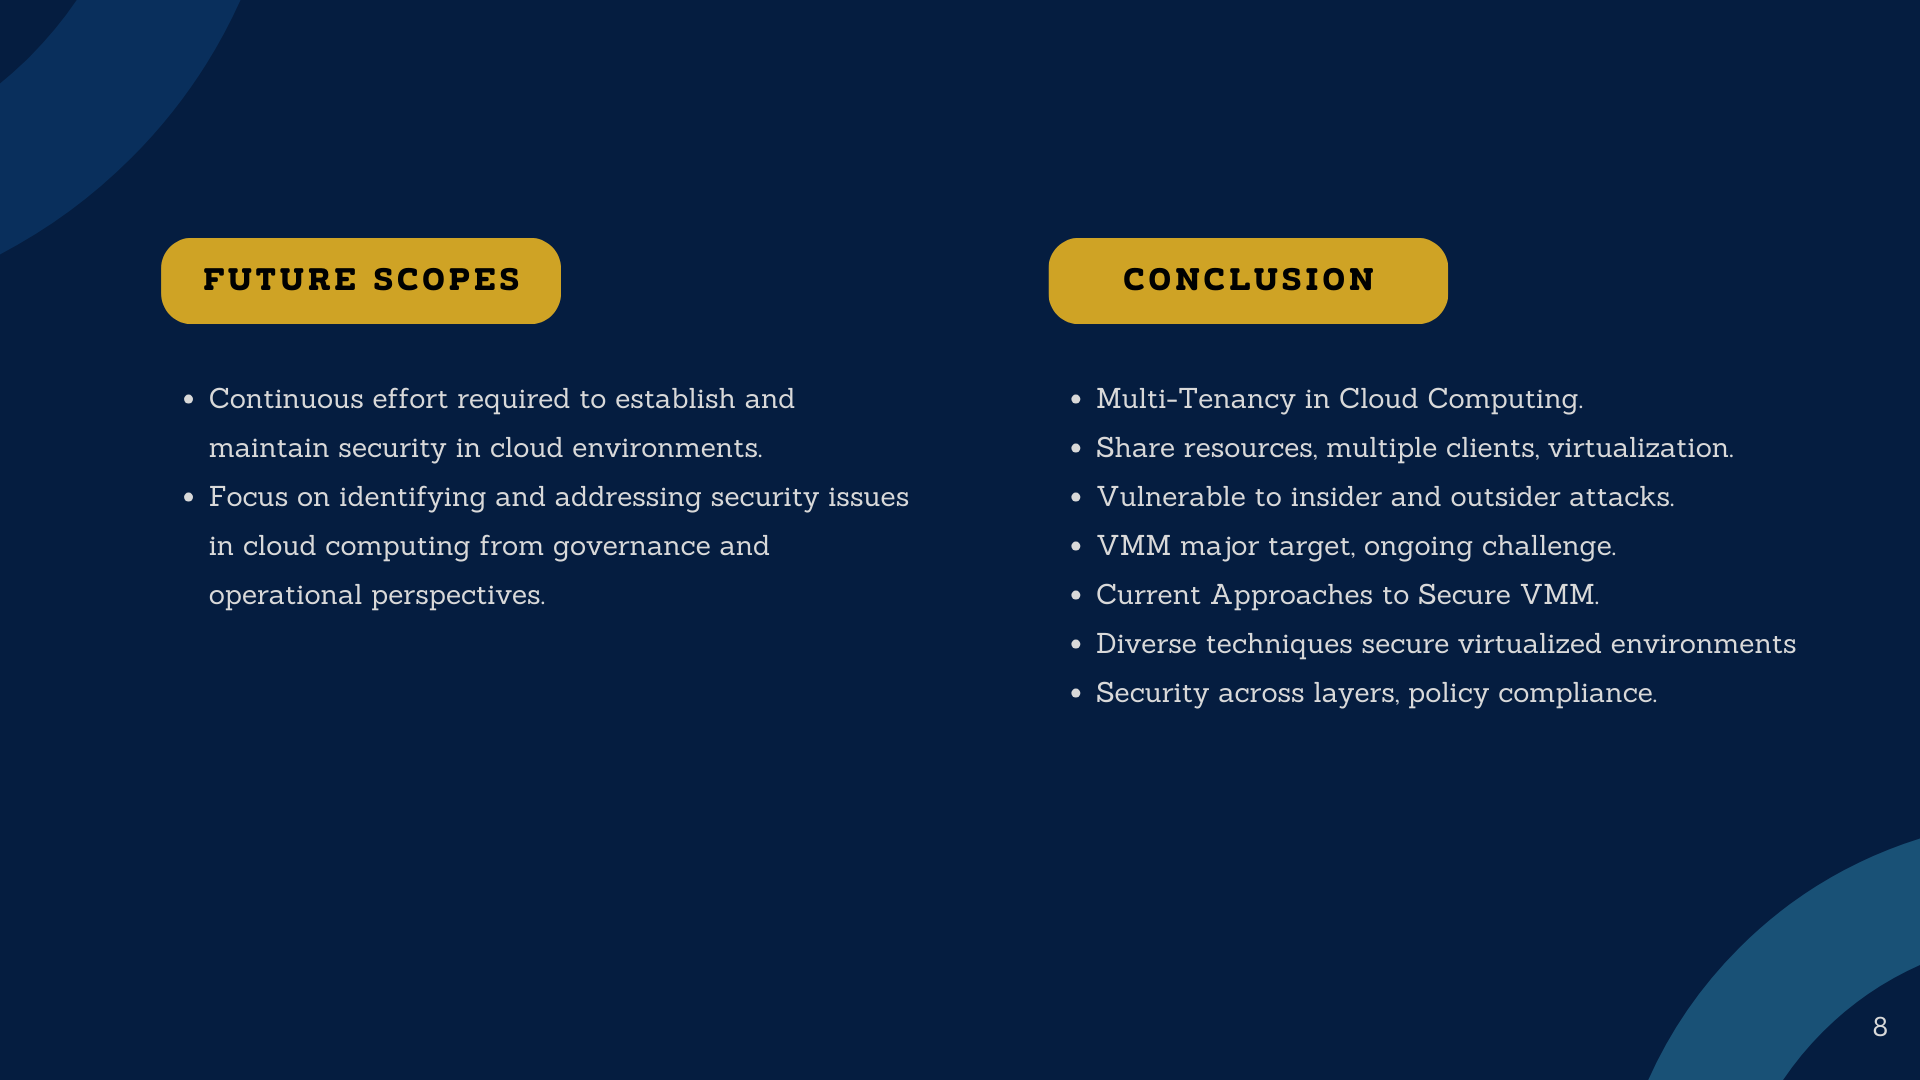 FUTURE SCOPES
• Continuous effort required to establish and
maintain security in cloud environments.
• Focus on identifying and addressing security issues
in cloud computing from governance and
operational perspectives.
CONCLUSION
• Multi-Tenancy in Cloud Computing.
• Share resources, multiple clients, virtualization.
• Vulnerable to insider and outsider attacks.
• VMM major target, ongoing challenge.
• Current Approaches to Secure VMM.
• Diverse techniques secure virtualized environments
• Security across layers, policy compliance.
8